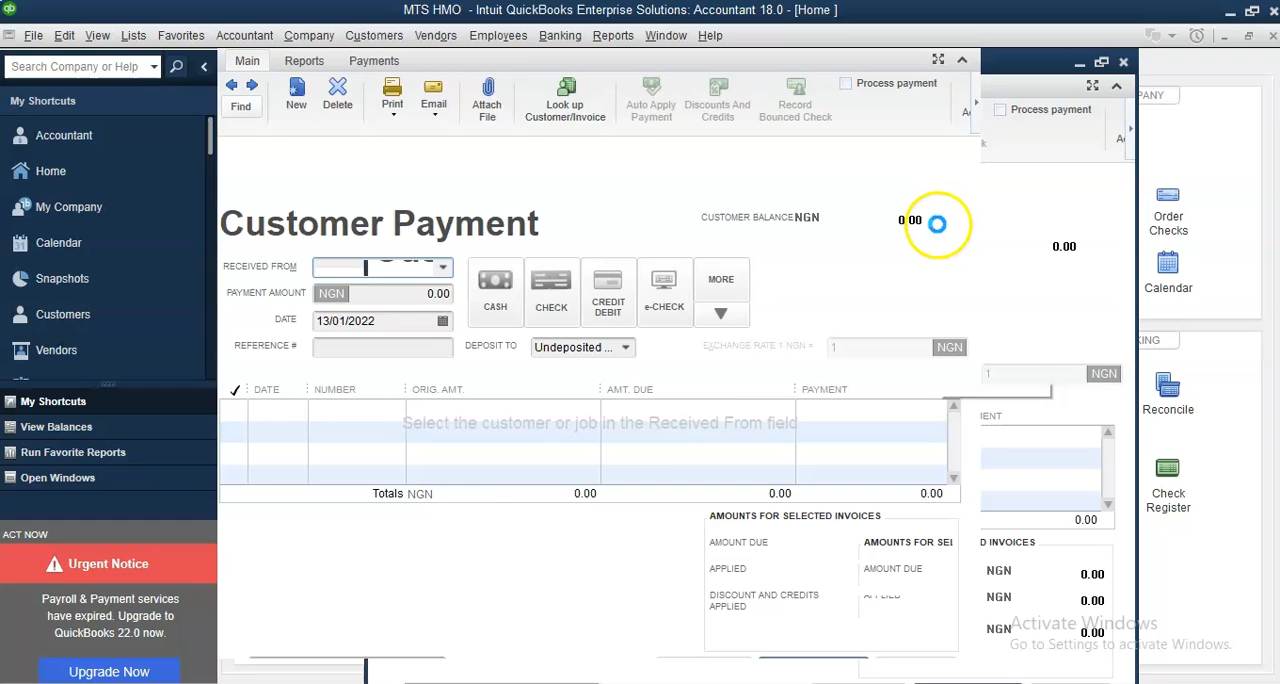 MTS HMO - Intuit QuickBooks Enterprise Solutions: Accountant 18.0 - [Home ]
File Edit View Lists Favorites Accountant Company Customers Vendors Employees Banking Reports Window Help
Search Company or Help
My Shortcuts
Accountant
Home
My Company
Calendar
Snapshots
Customers
Vendors
My Shortcuts
View Balances
Run Favorite Reports
Open Windows
ACT NOW
Urgent Notice
Payroll & Payment services
have expired. Upgrade to
QuickBooks 22.0 now.
Upgrade Now
Main Reports Payments
Find
New
Delete
Print
Email
Attach
File
Look up
Customer/Invoice
Auto Apply
Payment
Discounts And
Credits
Record
Bounced Check
Process payment
Customer Payment
CUSTOMER BALANCE NGN 0.00
RECEIVED FROM
PAYMENT AMOUNT NGN 0.00
DATE 13/01/2022
REFERENCE #
CASH
CHECK
CREDIT
DEBIT
e-CHECK
MORE
DEPOSIT TO Undeposited ...
EXCHANGE RATE 1 NGN = 1 NGN
DATE NUMBER ORIG. AMT. AMT. DUE PAYMENT
Select the customer or job in the Received From field
Totals NGN 0.00 0.00 0.00
AMOUNTS FOR SELECTED INVOICES
AMOUNT DUE
APPLIED
DISCOUNT AND CREDITS
APPLIED
AMOUNTS FOR SEL
AMOUNT DUE
Process payment
0.00
1 NGN
MENT
0.00
D INVOICES
NGN 0.00
NGN 0.00
NGN 0.00
PANY
Order
Checks
Calendar
KING
Reconcile
Check
Register
Activate Windows
Go to Settings to activate Windows.